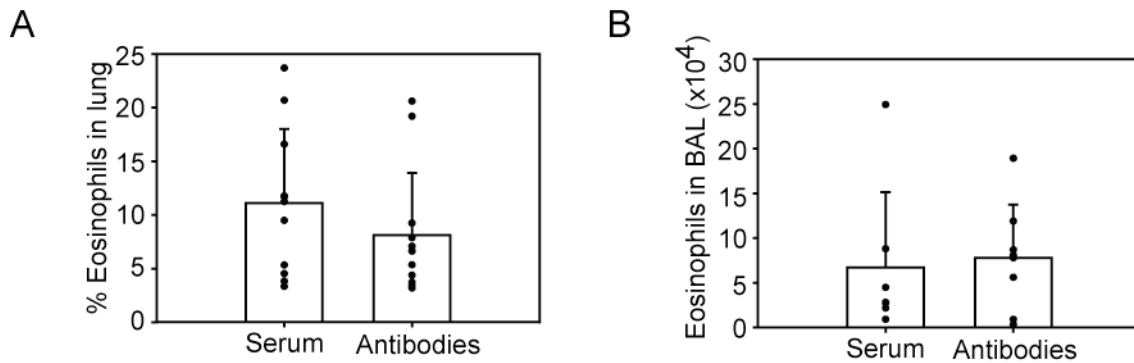 A
% Eosinophils in lung
25
20
15
10
5
0
Serum Antibodies
B
Eosinophils in BAL (x10⁴)
30
25
20
15
10
5
0
Serum Antibodies